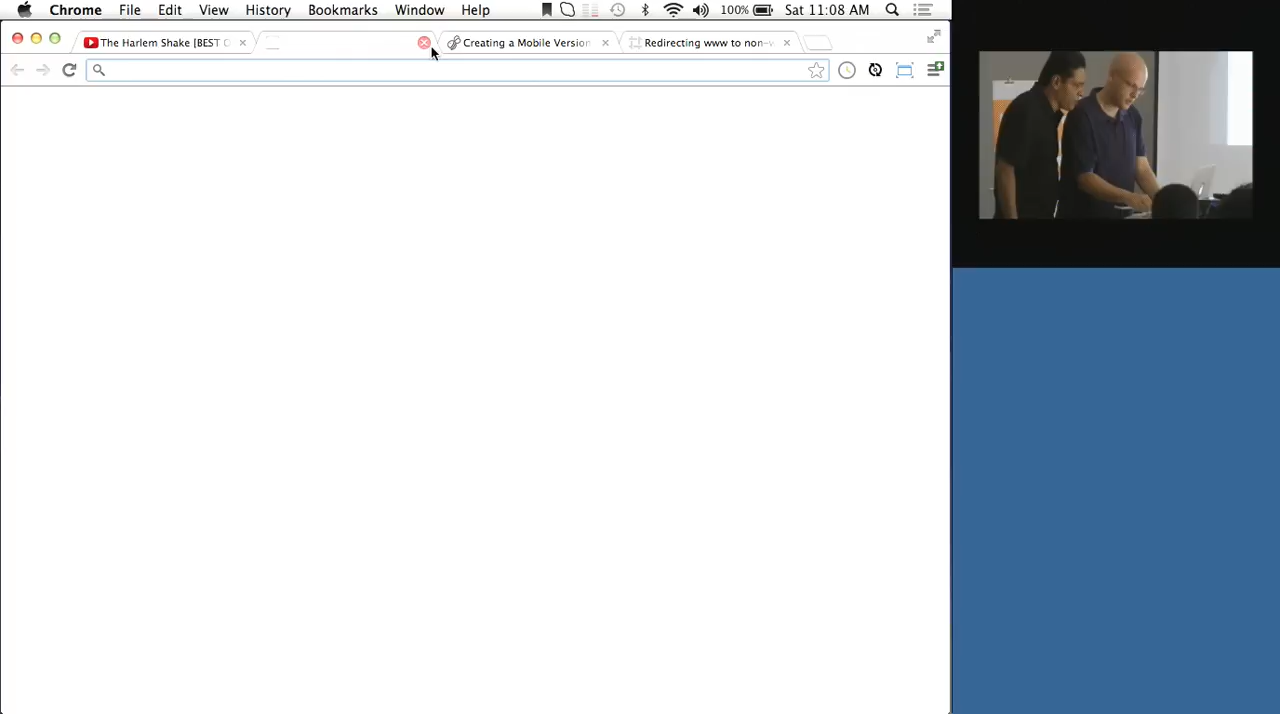 Chrome File Edit View History Bookmarks Window Help 100% Sat 11:08 AM
The Harlem Shake [BEST Creating a Mobile Version Redirecting www to non-